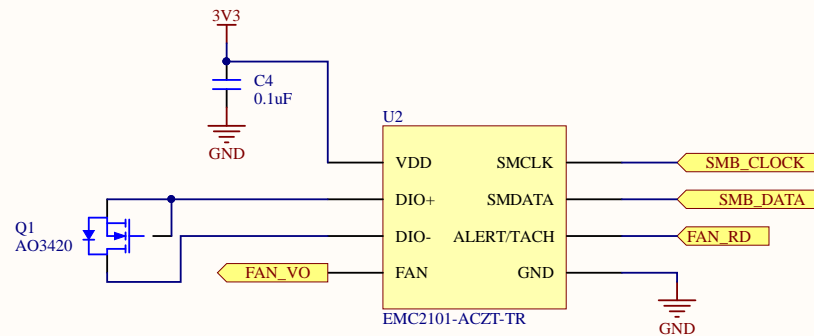 3V3
C4
0.1uF
GND
U2
VDD
SMCLK
SMB_CLOCK
DIO+
SMDATA
SMB_DATA
Q1
AO3420
DIO-
ALERT/TACH
FAN_RD
FAN_VO
FAN
GND
GND
EMC2101-ACZT-TR